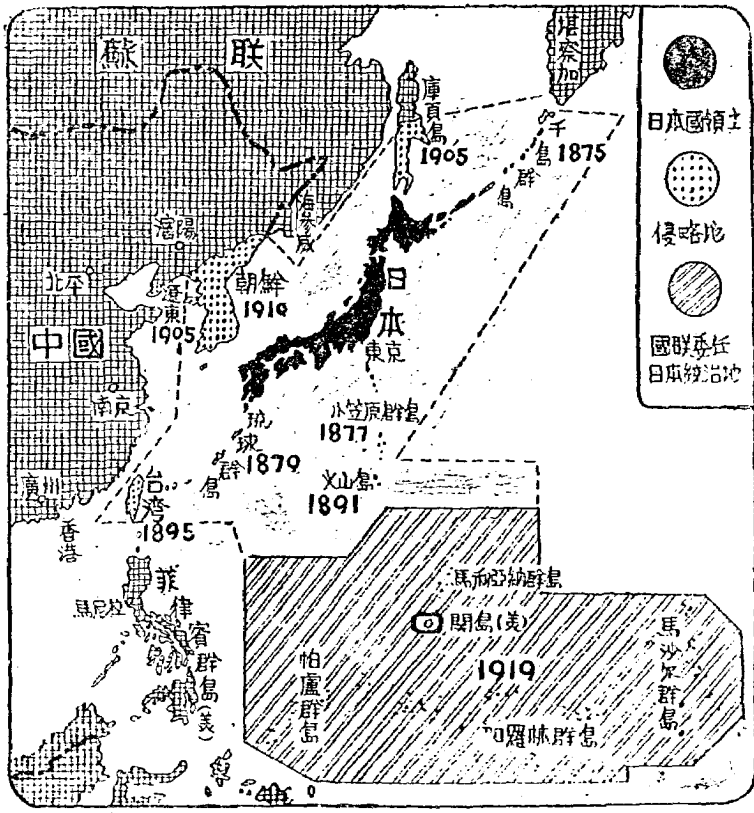 蘇联
堪察加
庫頁島
1905
千島群島
1875
海參威
瀋陽
北平
遼東
1905
朝鮮
1910
日本
東京
中國
南京
琉球群島
1879
小笠原群島
1877
火山島
1891
廣州
香港
台湾
1895
菲律賓群島(美)
馬尼拉
馬利亞納群島
関島(美)
1919
帕盧群島
加羅林群島
馬沙尔群島
日本國領土
侵略地
國联委任
日本統治地